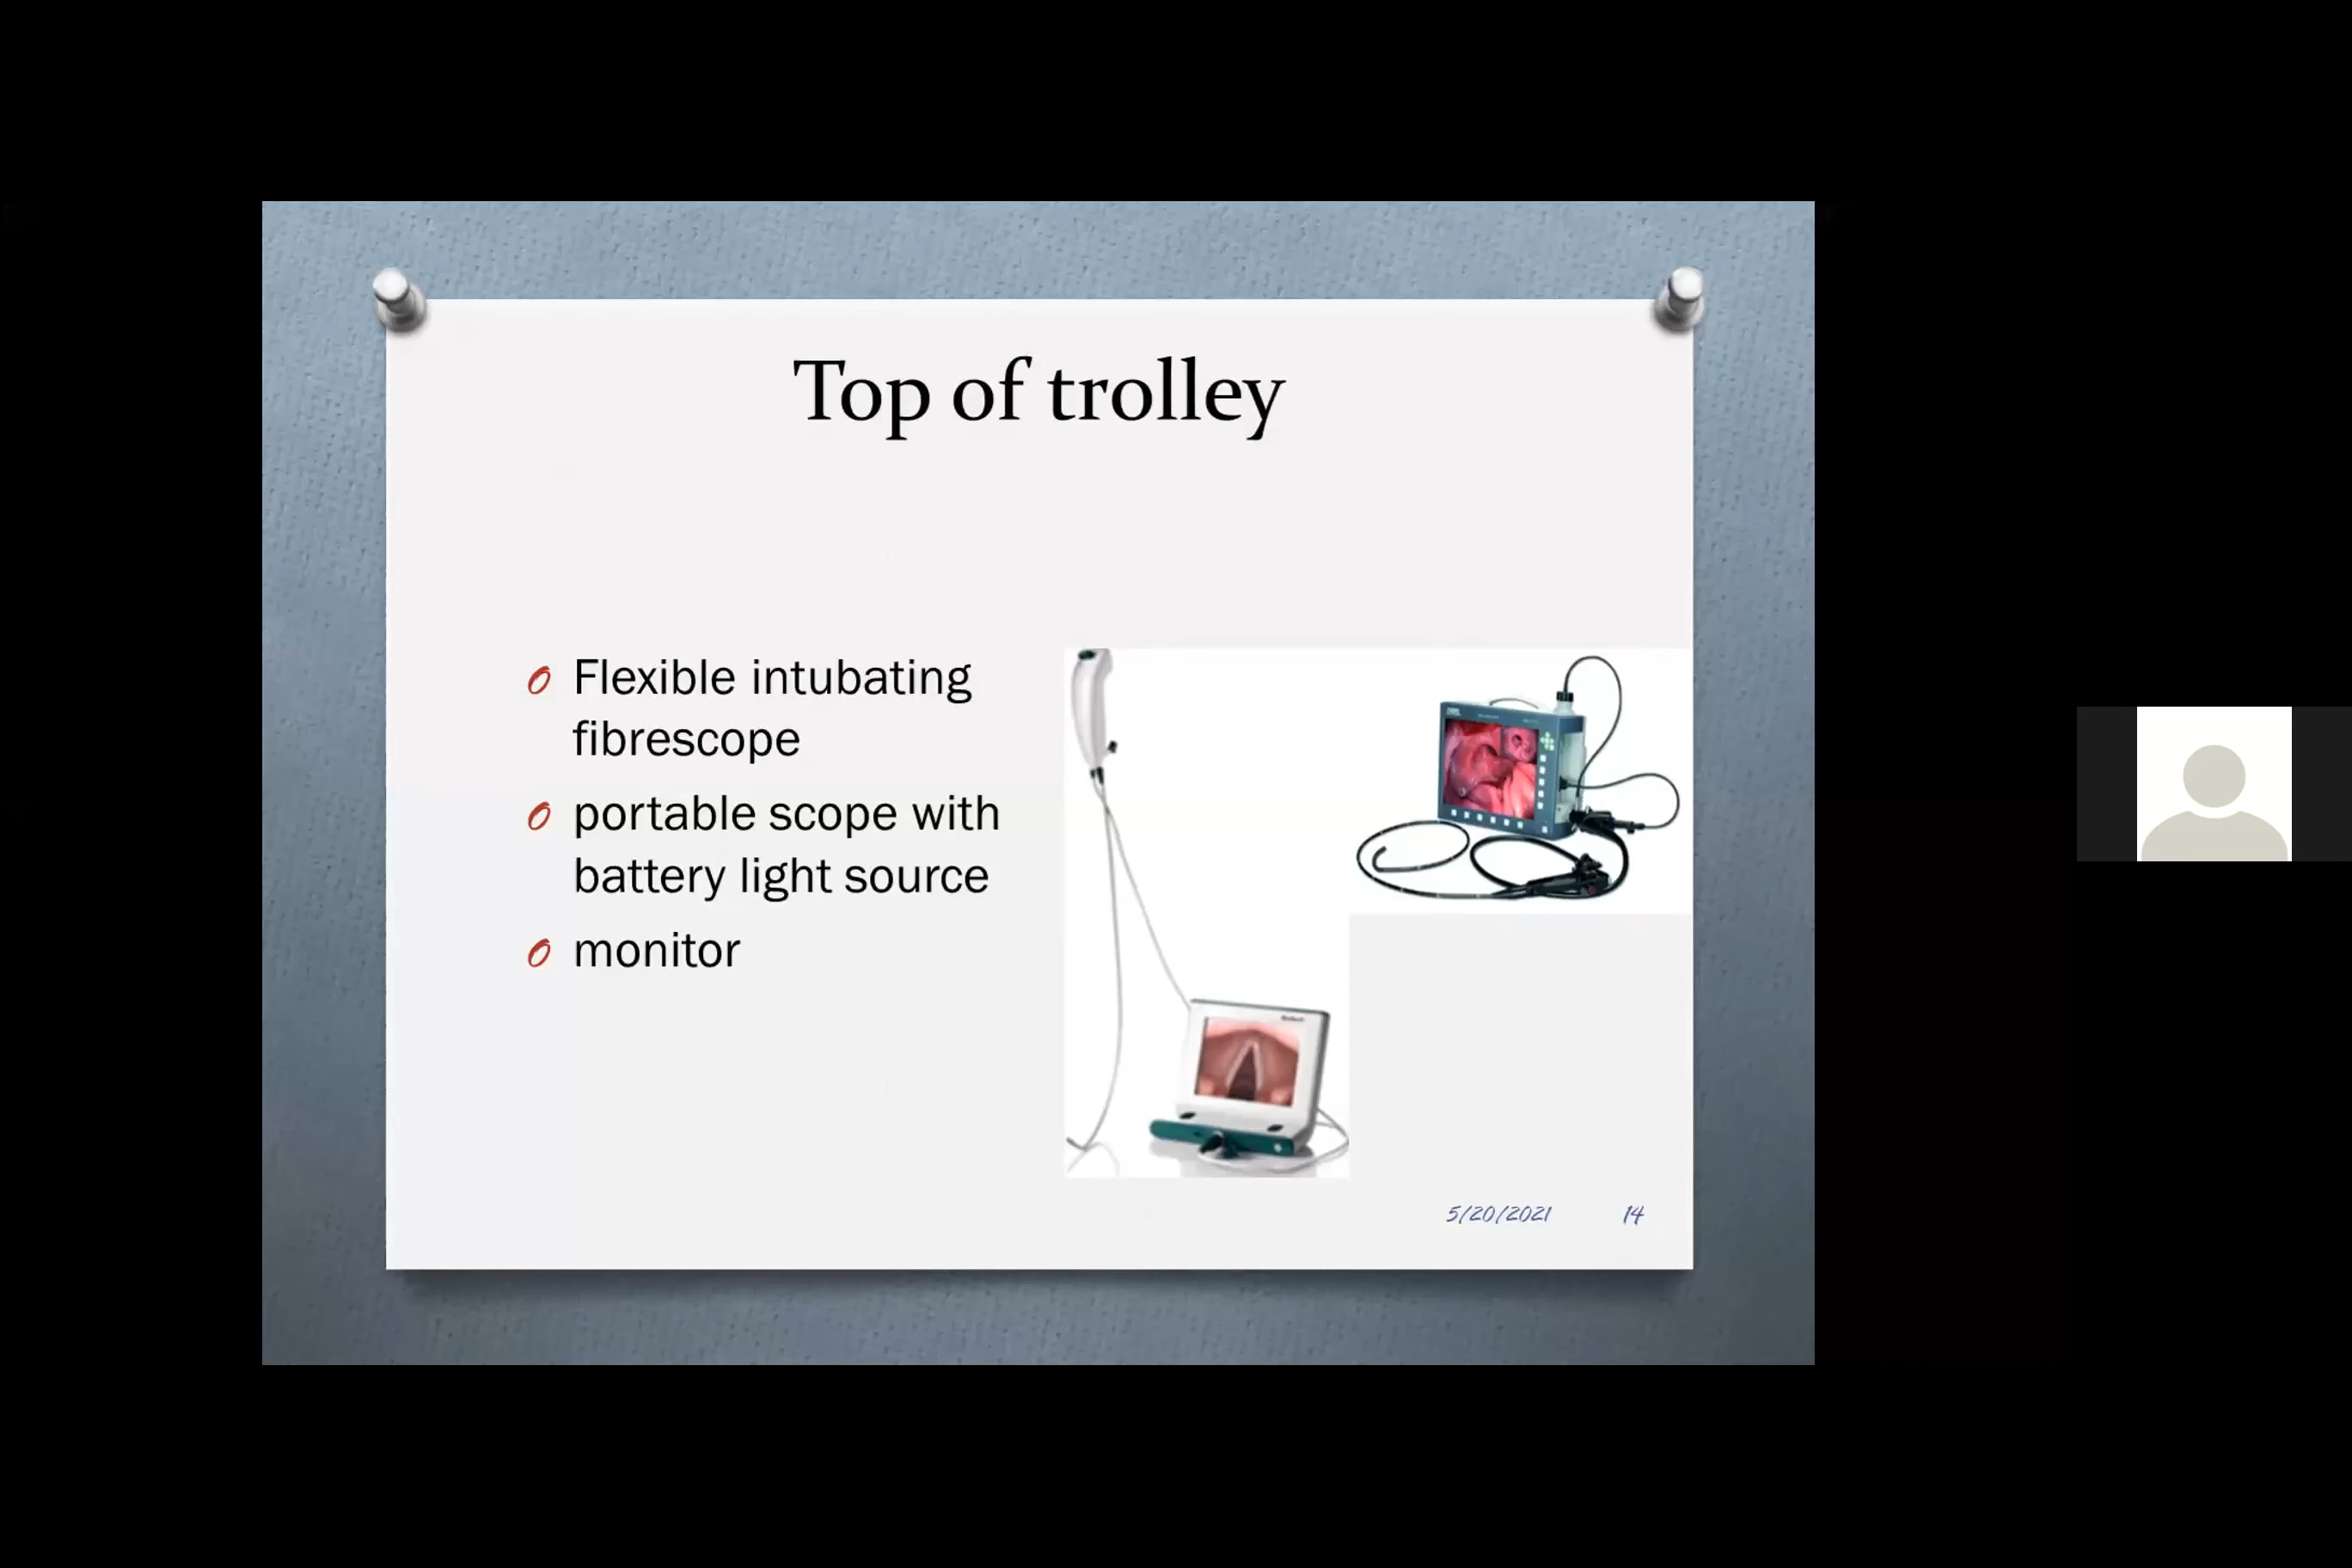 Top of trolley
Flexible intubating
fibrescope
portable scope with
battery light source
monitor
5/20/2021
14